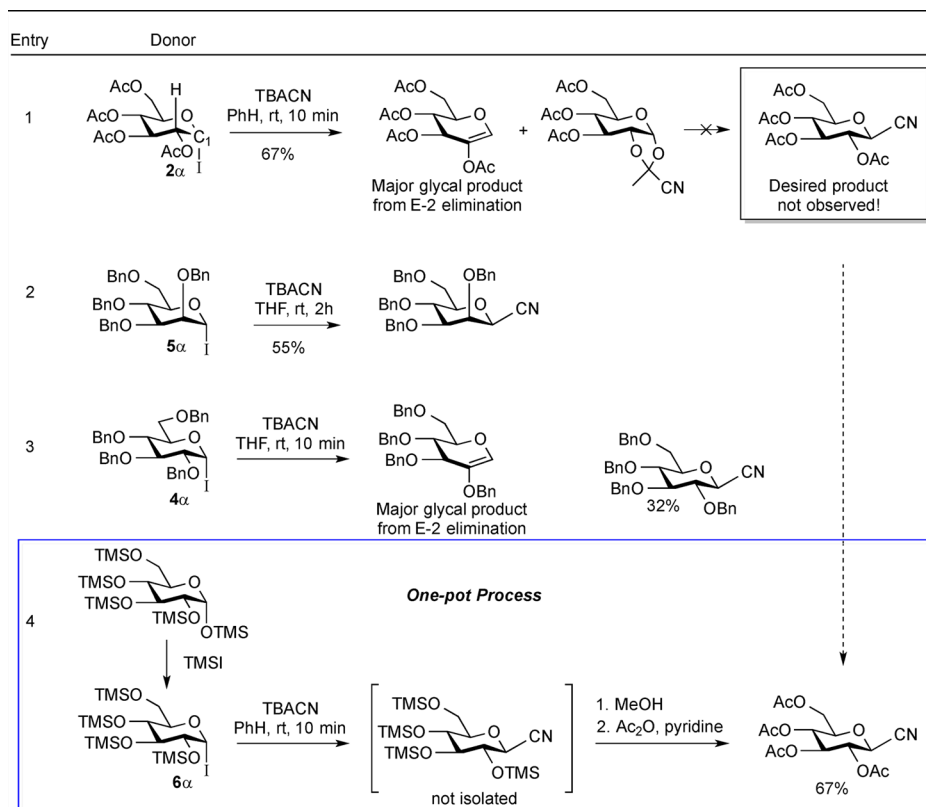 Entry Donor
1
AcO
H
AcO
O
AcO
C1
AcO
I
2α
TBACN
PhH, rt, 10 min
67%
AcO
AcO
O
AcO
OAc
Major glycal product
from E-2 elimination
+
AcO
AcO
O
AcO
O
O
CN
AcO
AcO
O
CN
AcO
OAc
Desired product
not observed!
2
BnO
OBn
BnO
O
BnO
I
5α
TBACN
THF, rt, 2h
55%
BnO
OBn
BnO
O
CN
BnO
3
OBn
BnO
O
BnO
BnO
I
4α
TBACN
THF, rt, 10 min
BnO
BnO
O
BnO
OBn
Major glycal product
from E-2 elimination
BnO
BnO
O
CN
BnO
OBn
32%
4
TMSO
TMSO
O
TMSO
TMSO
OTMS
TMSI
One-pot Process
TMSO
TMSO
O
TMSO
TMSO
I
6α
TBACN
PhH, rt, 10 min
TMSO
TMSO
O
CN
TMSO
OTMS
not isolated
1. MeOH
2. Ac2O, pyridine
AcO
AcO
O
CN
AcO
OAc
67%